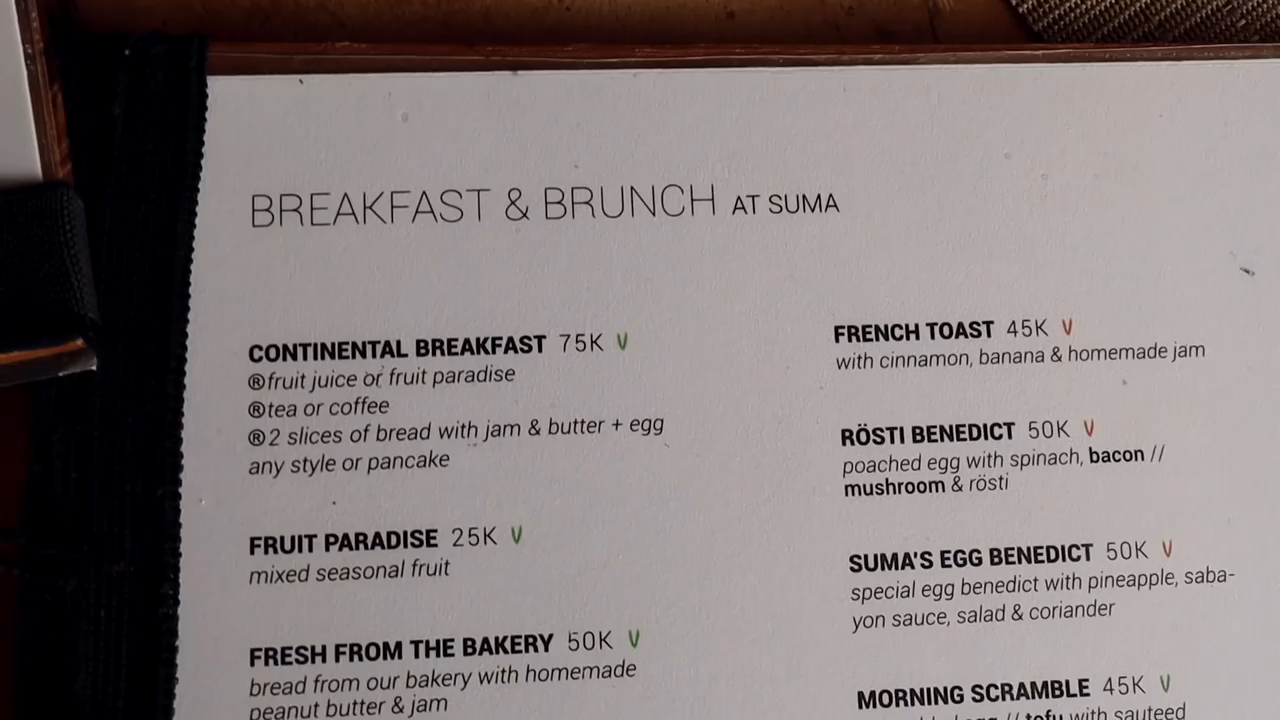 BREAKFAST & BRUNCH AT SUMA
CONTINENTAL BREAKFAST 75K V
®fruit juice or fruit paradise
®tea or coffee
®2 slices of bread with jam & butter + egg
any style or pancake
FRUIT PARADISE 25K V
mixed seasonal fruit
FRESH FROM THE BAKERY 50K V
bread from our bakery with homemade
peanut butter & jam
FRENCH TOAST 45K V
with cinnamon, banana & homemade jam
RÖSTI BENEDICT 50K V
poached egg with spinach, bacon //
mushroom & rösti
SUMA'S EGG BENEDICT 50K V
special egg benedict with pineapple, saba-
yon sauce, salad & coriander
MORNING SCRAMBLE 45K V
egg // tofu with sauteed